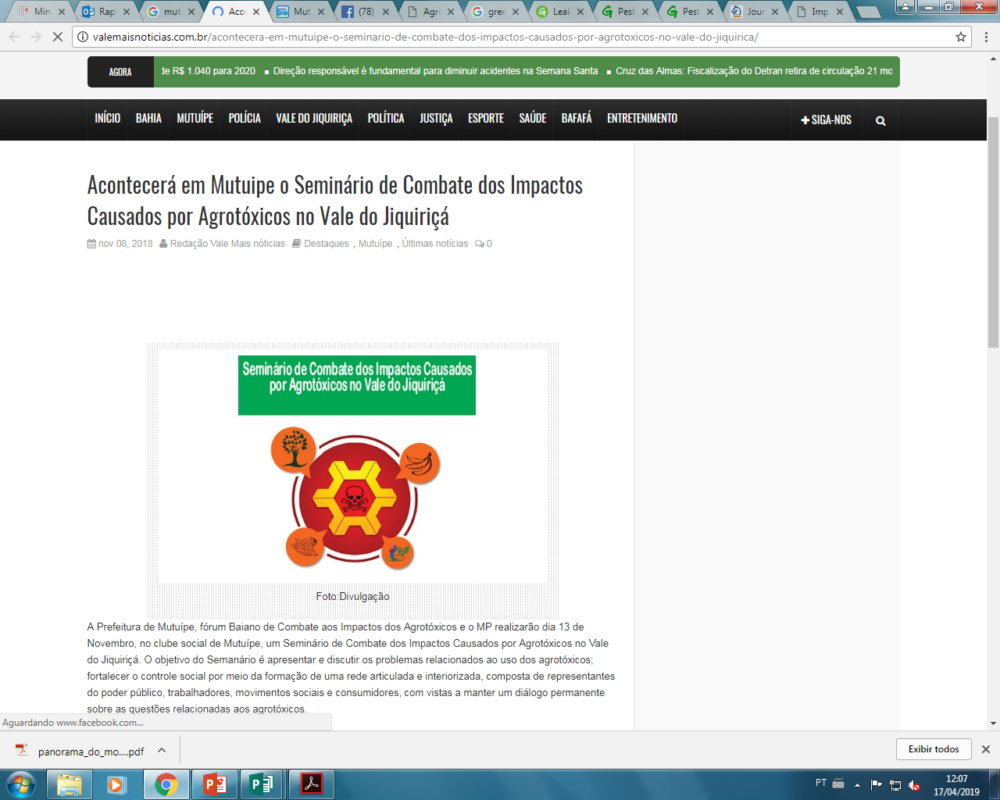 Min
Rap
mut
Aco
Mut
(78)
Agro
gree
Leak
Pest
Pest
Jour
Imp
valemaisnoticias.com.br/acontecera-em-mutuipe-o-seminario-de-combate-dos-impactos-causados-por-agrotoxicos-no-vale-do-jiquirica/
AGORA
de R$ 1.040 para 2020 Direção responsável é fundamental para diminuir acidentes na Semana Santa Cruz das Almas: Fiscalização do Detran retira de circulação 21 mo
INÍCIO BAHIA MUTUÍPE POLÍCIA VALE DO JIQUIRIÇA POLÍTICA JUSTIÇA ESPORTE SAÚDE BAFAFÁ ENTRETENIMENTO SIGA-NOS
Acontecerá em Mutuipe o Seminário de Combate dos Impactos
Causados por Agrotóxicos no Vale do Jiquiriçá
nov 08, 2018 Redação Vale Mais nóticias Destaques , Mutuípe , Últimas notícias 0
Seminário de Combate dos Impactos Causados
por Agrotóxicos no Vale do Jiquiriçá
Foto:Divulgação
A Prefeitura de Mutuípe, fórum Baiano de Combate aos Impactos dos Agrotóxicos e o MP realizarão dia 13 de
Novembro, no clube social de Mutuípe, um Seminário de Combate dos Impactos Causados por Agrotóxicos no Vale
do Jiquiriçá. O objetivo do Semanário é apresentar e discutir os problemas relacionados ao uso dos agrotóxicos;
fortalecer o controle social por meio da formação de uma rede articulada e interiorizada, composta de representantes
do poder público, trabalhadores, movimentos sociais e consumidores, com vistas a manter um diálogo permanente
sobre as questões relacionadas aos agrotóxicos.
Aguardando www.facebook.com...
panorama_do_mo....pdf
Exibir todos
PT
12:07
17/04/2019